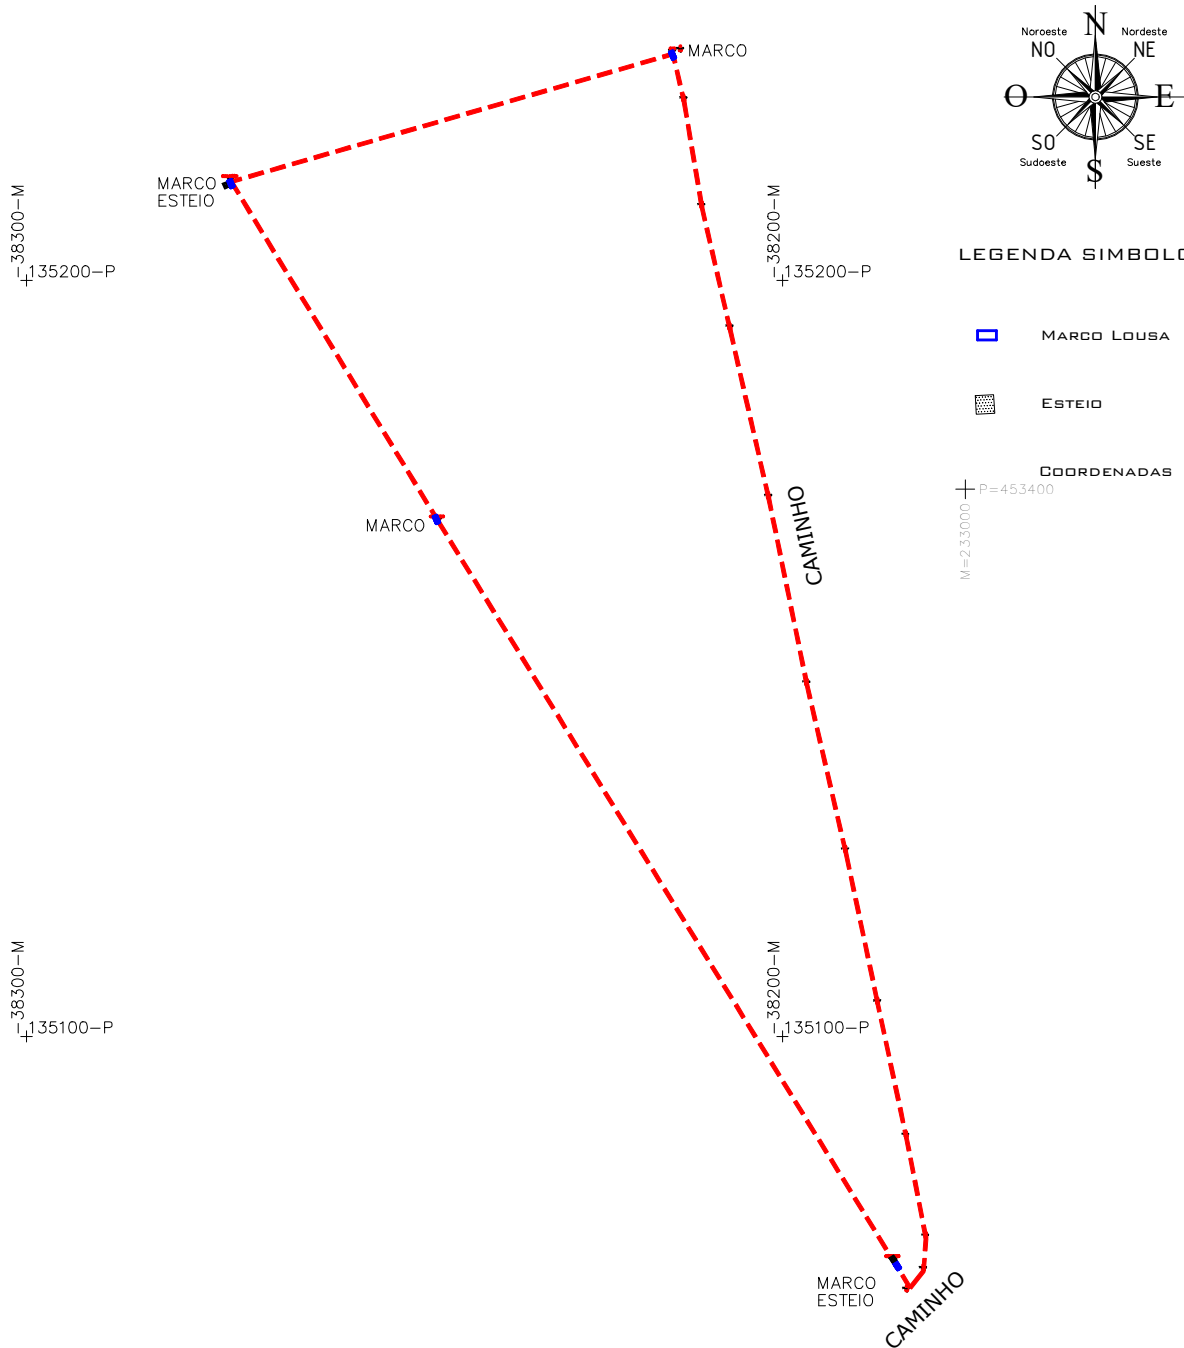 N
Noroeste
Nordeste
NO
NE
O
E
SO
SE
Sudoeste
Sueste
S
MARCO
MARCO
ESTEIO
-38300-M
135200-P
-38200-M
135200-P
LEGENDA SIMBOLO
MARCO LOUSA
ESTEIO
COORDENADAS
P=453400
M=233000
CAMINHO
MARCO
-38300-M
135100-P
-38200-M
135100-P
MARCO
ESTEIO
CAMINHO